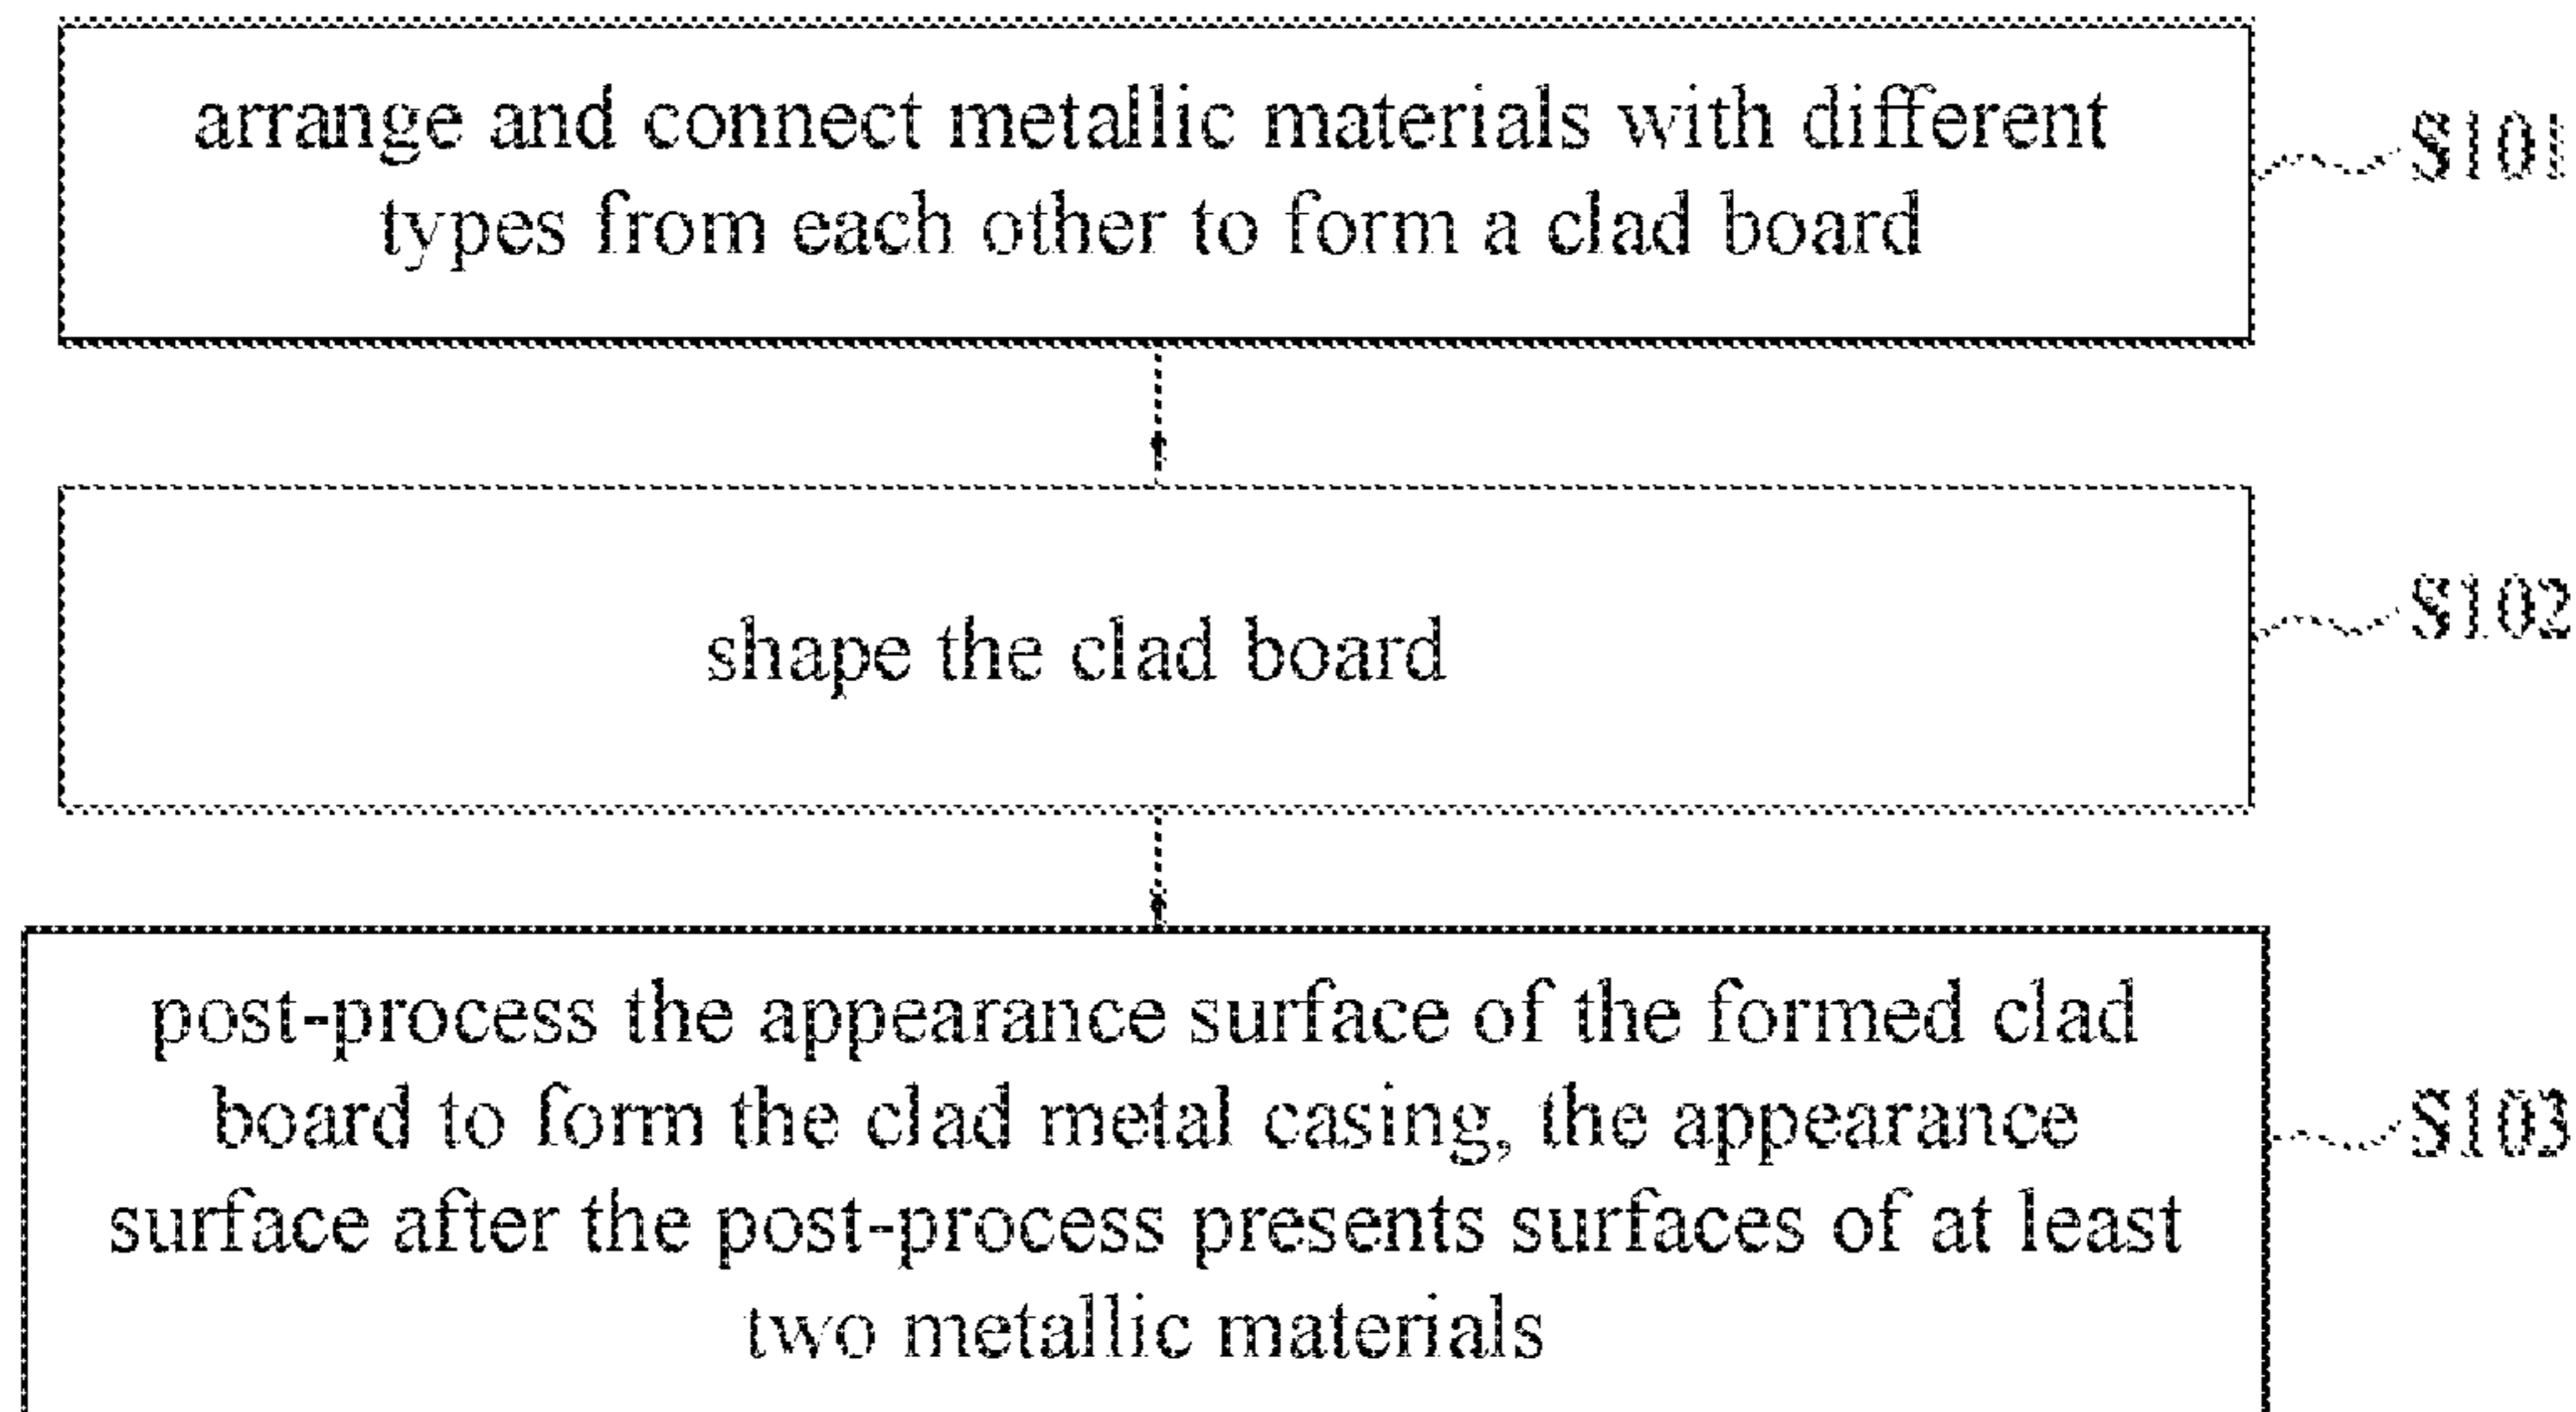 arrange and connect metallic materials with different
types from each other to form a clad board
S101
shape the clad board
S102
post-process the appearance surface of the formed clad
board to form the clad metal casing, the appearance
surface after the post-process presents surfaces of at least
two metallic materials
S103